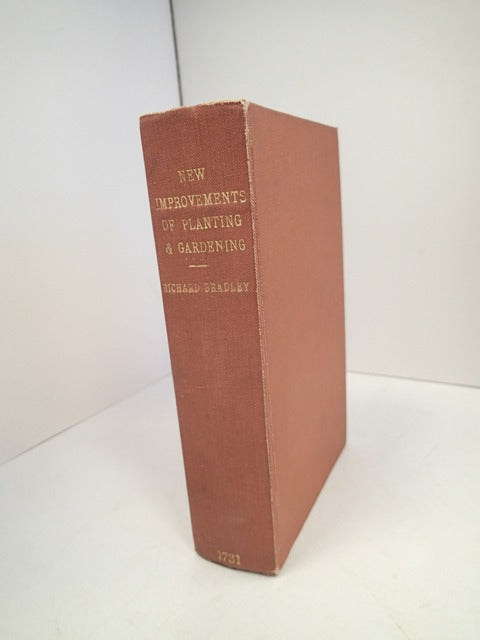 NEW
IMPROVEMENTS
OF PLANTING
& GARDENING
RICHARD BRADLEY
1731